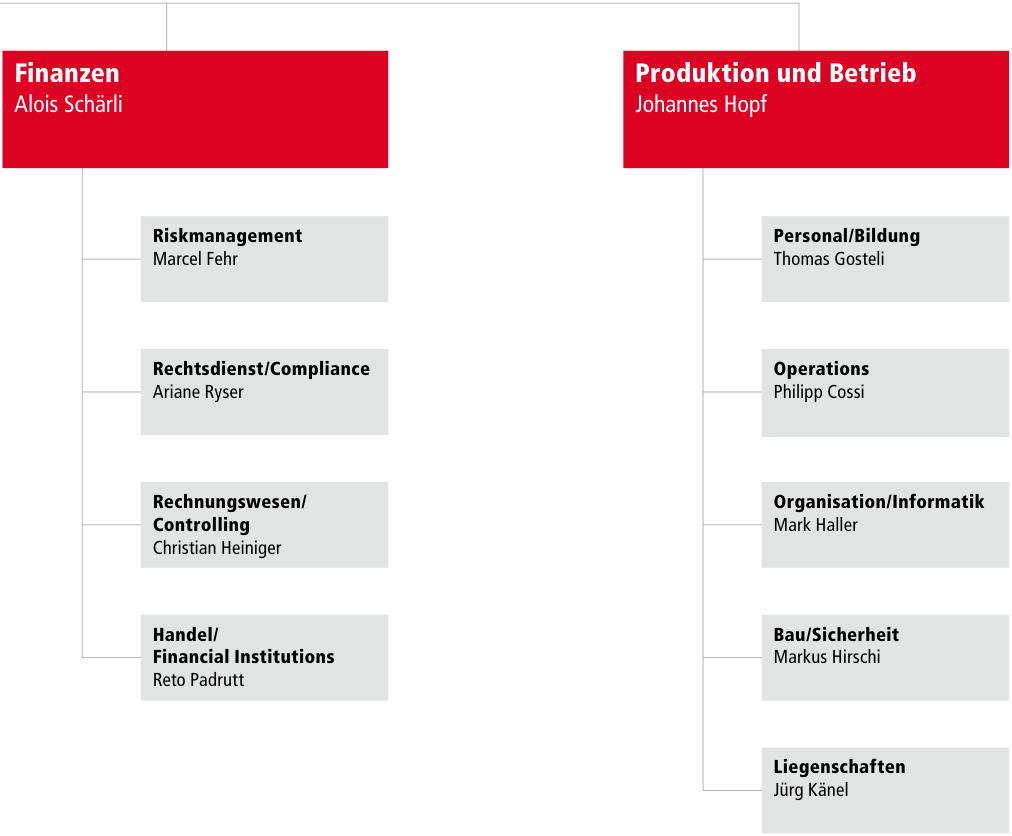 Finanzen
Alois Schärli
Riskmanagement
Marcel Fehr
Rechtsdienst/Compliance
Ariane Ryser
Rechnungswesen/
Controlling
Christian Heiniger
Handel/
Financial Institutions
Reto Padrutt
Produktion und Betrieb
Johannes Hopf
Personal/Bildung
Thomas Gosteli
Operations
Philipp Cossi
Organisation/Informatik
Mark Haller
Bau/Sicherheit
Markus Hirschi
Liegenschaften
Jürg Känel